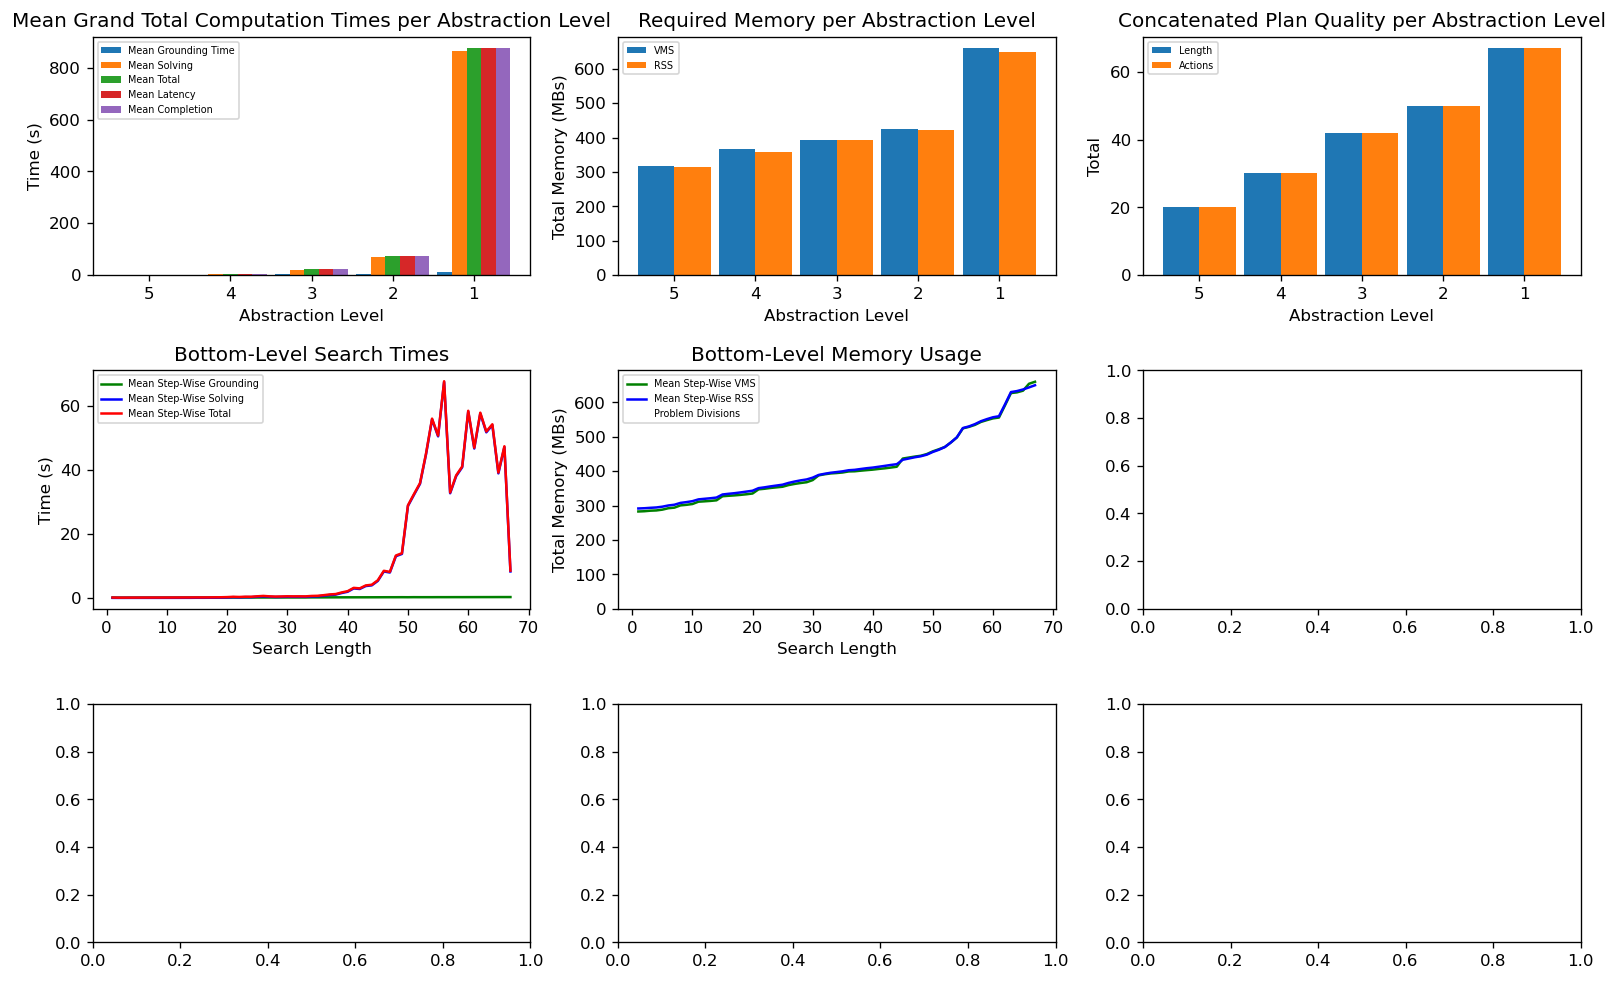 Mean Grand Total Computation Times per Abstraction Level
Mean Grounding Time
Mean Solving
Mean Total
Mean Latency
Mean Completion
Time (s)
0
200
400
600
800
5 4 3 2 1
Abstraction Level
Required Memory per Abstraction Level
VMS
RSS
Total Memory (MBs)
0
100
200
300
400
500
600
5 4 3 2 1
Abstraction Level
Concatenated Plan Quality per Abstraction Level
Length
Actions
Total
0
20
40
60
5 4 3 2 1
Abstraction Level
Bottom-Level Search Times
Mean Step-Wise Grounding
Mean Step-Wise Solving
Mean Step-Wise Total
Time (s)
0
20
40
60
0 10 20 30 40 50 60 70
Search Length
Bottom-Level Memory Usage
Mean Step-Wise VMS
Mean Step-Wise RSS
Problem Divisions
Total Memory (MBs)
0
100
200
300
400
500
600
0 10 20 30 40 50 60 70
Search Length
1.0
0.8
0.6
0.4
0.2
0.0
0.0 0.2 0.4 0.6 0.8 1.0
1.0
0.8
0.6
0.4
0.2
0.0
0.0 0.2 0.4 0.6 0.8 1.0
1.0
0.8
0.6
0.4
0.2
0.0
0.0 0.2 0.4 0.6 0.8 1.0
1.0
0.8
0.6
0.4
0.2
0.0
0.0 0.2 0.4 0.6 0.8 1.0